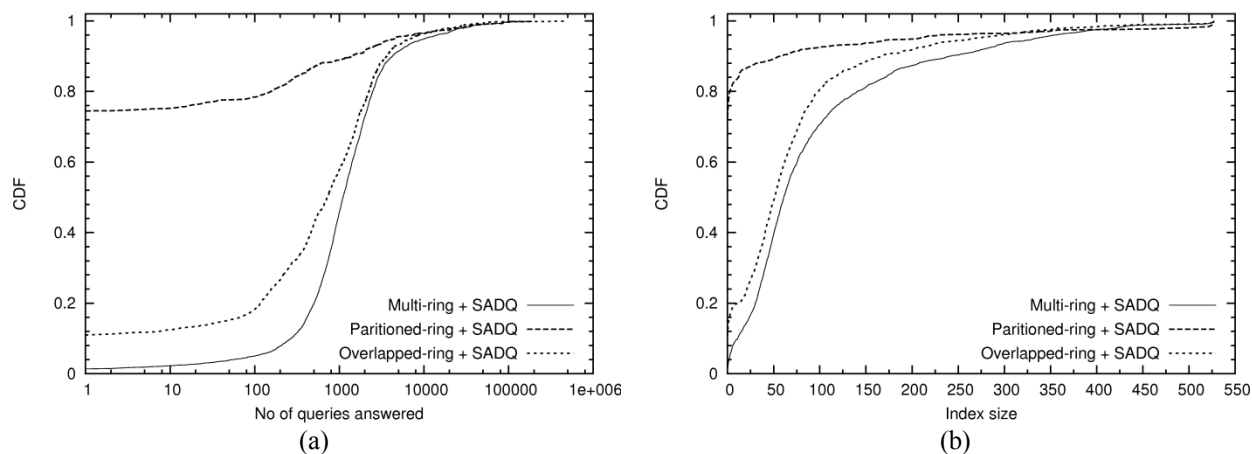 1
0.8
0.6
0.4
0.2
0
CDF
1 10 100 1000 10000 100000 1e+006
No of queries answered
Multi-ring + SADQ
Paritioned-ring + SADQ
Overlapped-ring + SADQ
(a)
1
0.8
0.6
0.4
0.2
0
CDF
0 50 100 150 200 250 300 350 400 450 500 550
Index size
Multi-ring + SADQ
Paritioned-ring + SADQ
Overlapped-ring + SADQ
(b)